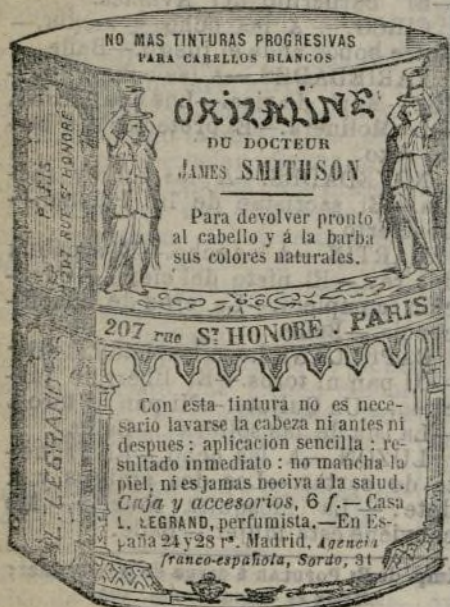 NO MAS TINTURAS PROGRESIVAS
PARA CABELLOS BLANCOS
ORIZALINE
DU DOCTEUR
JAMES SMITHSON
Para devolver pronto
al cabello y á la barba
sus colores naturales.
PARIS
207 RUE St HONORE
207 rue St HONORE . PARIS
L. LEGRAND
Con esta tintura no es nece-
sario lavarse la cabeza ni antes ni
despues : aplicacion sencilla : re-
sultado inmediato : no mancha la
piel, ni es jamas nociva á la salud.
Caja y accesorios, 6 f.— Casa
L. LEGRAND, perfumista.—En Es-
paña 24 y 28 rs. Madrid, Agencia
franco-española, Sordo, 31